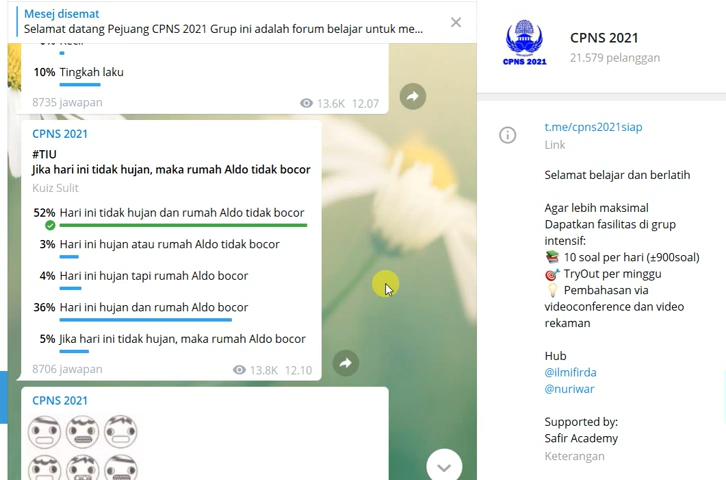 Mesej disemat
Selamat datang Pejuang CPNS 2021 Grup ini adalah forum belajar untuk me...
10% Tingkah laku
8735 jawapan 13.6K 12.07
CPNS 2021
#TIU
Jika hari ini tidak hujan, maka rumah Aldo tidak bocor
Kuiz Sulit
52% Hari ini tidak hujan dan rumah Aldo tidak bocor
3% Hari ini hujan atau rumah Aldo tidak bocor
4% Hari ini hujan tapi rumah Aldo bocor
36% Hari ini hujan dan rumah Aldo bocor
5% Jika hari ini tidak hujan, maka rumah Aldo bocor
8706 jawapan 13.8K 12.10
CPNS 2021
CPNS 2021
CPNS 2021
21.579 pelanggan
t.me/cpns2021siap
Link
Selamat belajar dan berlatih
Agar lebih maksimal
Dapatkan fasilitas di grup
intensif:
📚 10 soal per hari (±900soal)
🎯 TryOut per minggu
💡 Pembahasan via
videoconference dan video
rekaman
Hub
@ilmifirda
@nuriwar
Supported by:
Safir Academy
Keterangan